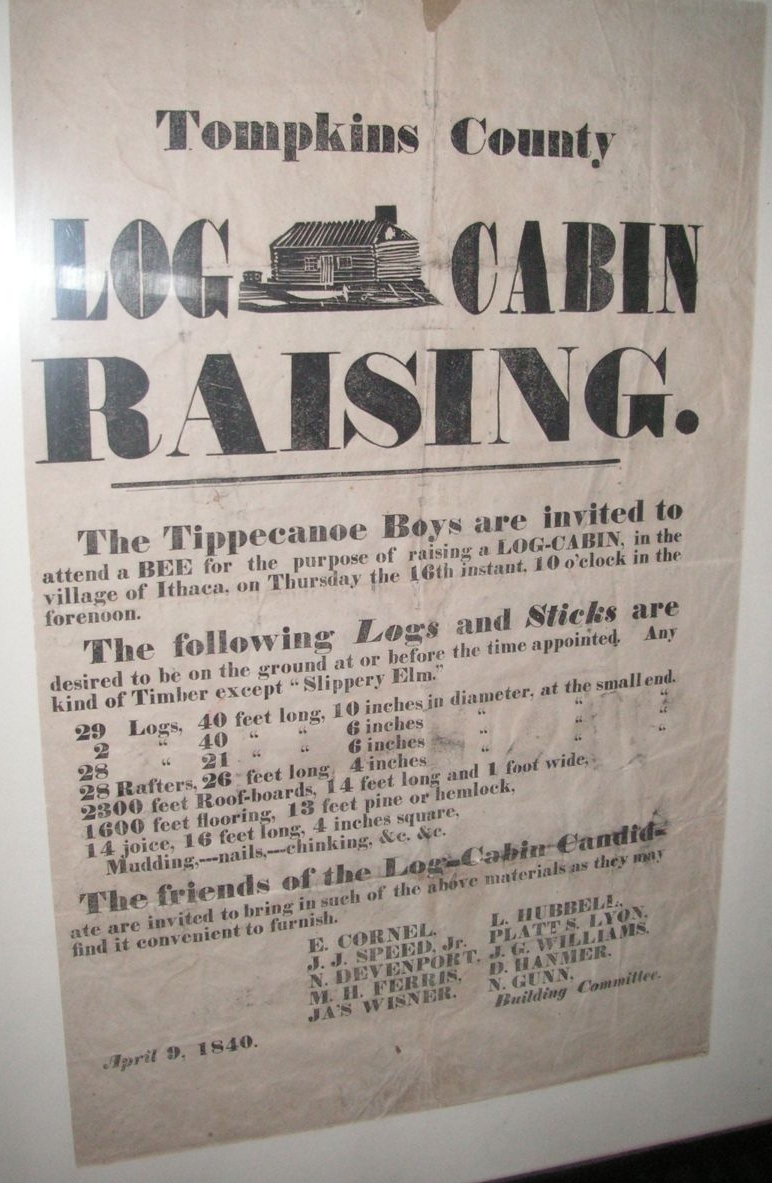 Tompkins County
LOG CABIN
RAISING.
The Tippecanoe Boys are invited to
attend a BEE for the purpose of raising a LOG-CABIN, in the
village of Ithaca, on Thursday the 16th instant, 10 o'clock in the
forenoon.
The following Logs and Sticks are
desired to be on the ground at or before the time appointed. Any
kind of Timber except "Slippery Elm."
29 Logs, 40 feet long, 10 inches in diameter, at the small end.
2 " 40 " " 6 inches " " "
28 " 21 " " 6 inches " " "
28 Rafters, 26 feet long 4 inches
2300 feet Roof-boards, 14 feet long and 1 foot wide,
1600 feet flooring, 13 feet pine or hemlock,
14 joice, 16 feet long, 4 inches square,
Mudding,---nails,---chinking, &c. &c.
The friends of the Log-Cabin Candid-
ate are invited to bring in such of the above materials as they may
find it convenient to furnish.
E. CORNEL, L. HUBBELL,
J. J. SPEED, Jr. PLATT S. LYON,
N. DEVENPORT, J. G. WILLIAMS,
M. H. FERRIS, D. HANMER.
JA'S WISNER. N. GUNN,
Building Committee.
April 9, 1840.